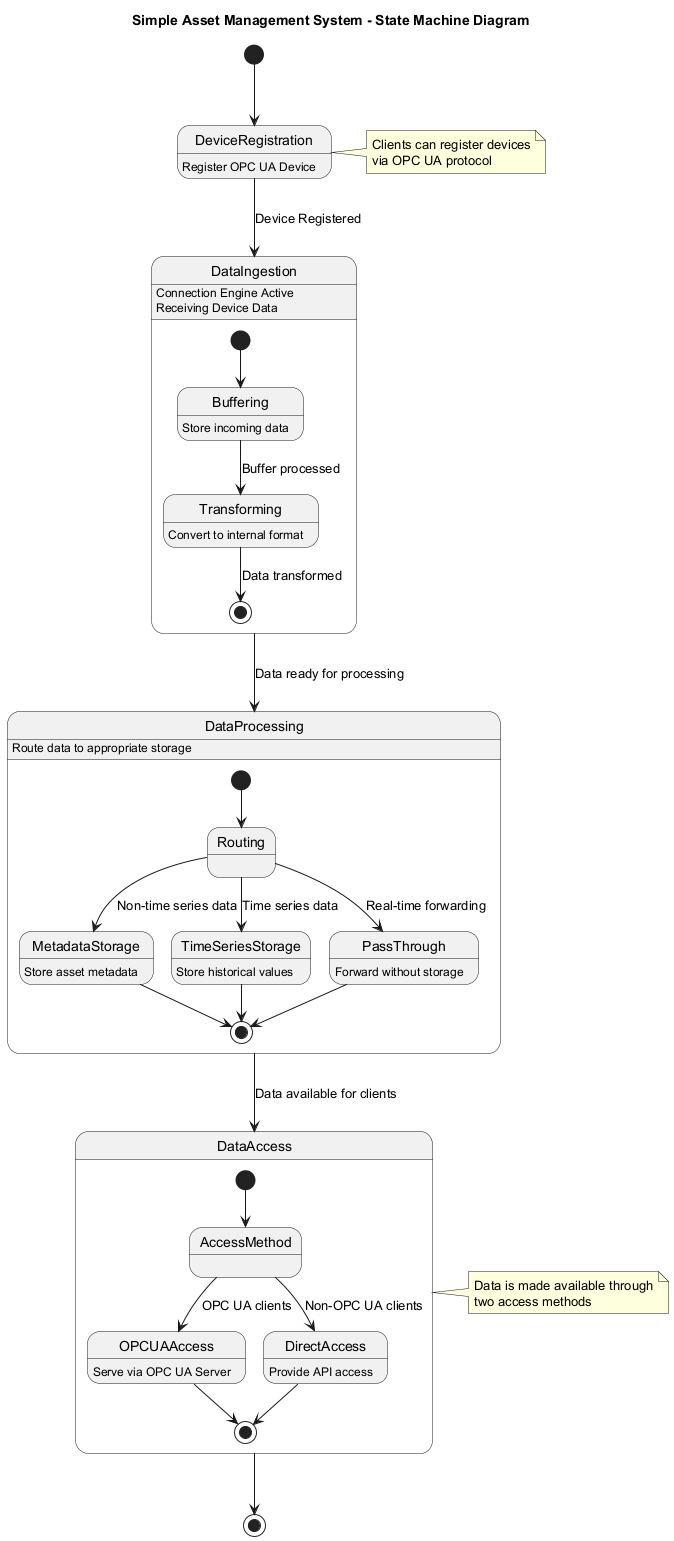 Simple Asset Management System - State Machine Diagram
DeviceRegistration
Register OPC UA Device
Clients can register devices
via OPC UA protocol
Device Registered
DataIngestion
Connection Engine Active
Receiving Device Data
Buffering
Store incoming data
Buffer processed
Transforming
Convert to internal format
Data transformed
Data ready for processing
DataProcessing
Route data to appropriate storage
Routing
Non-time series data
Time series data
Real-time forwarding
MetadataStorage
Store asset metadata
TimeSeriesStorage
Store historical values
PassThrough
Forward without storage
Data available for clients
DataAccess
AccessMethod
Data is made available through
two access methods
OPC UA clients
Non-OPC UA clients
OPCUAAccess
Serve via OPC UA Server
DirectAccess
Provide API access